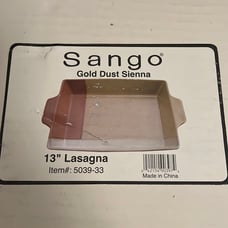 Sango®
Gold Dust Sienna
13" Lasagna
Item#: 5039-33
Made in China